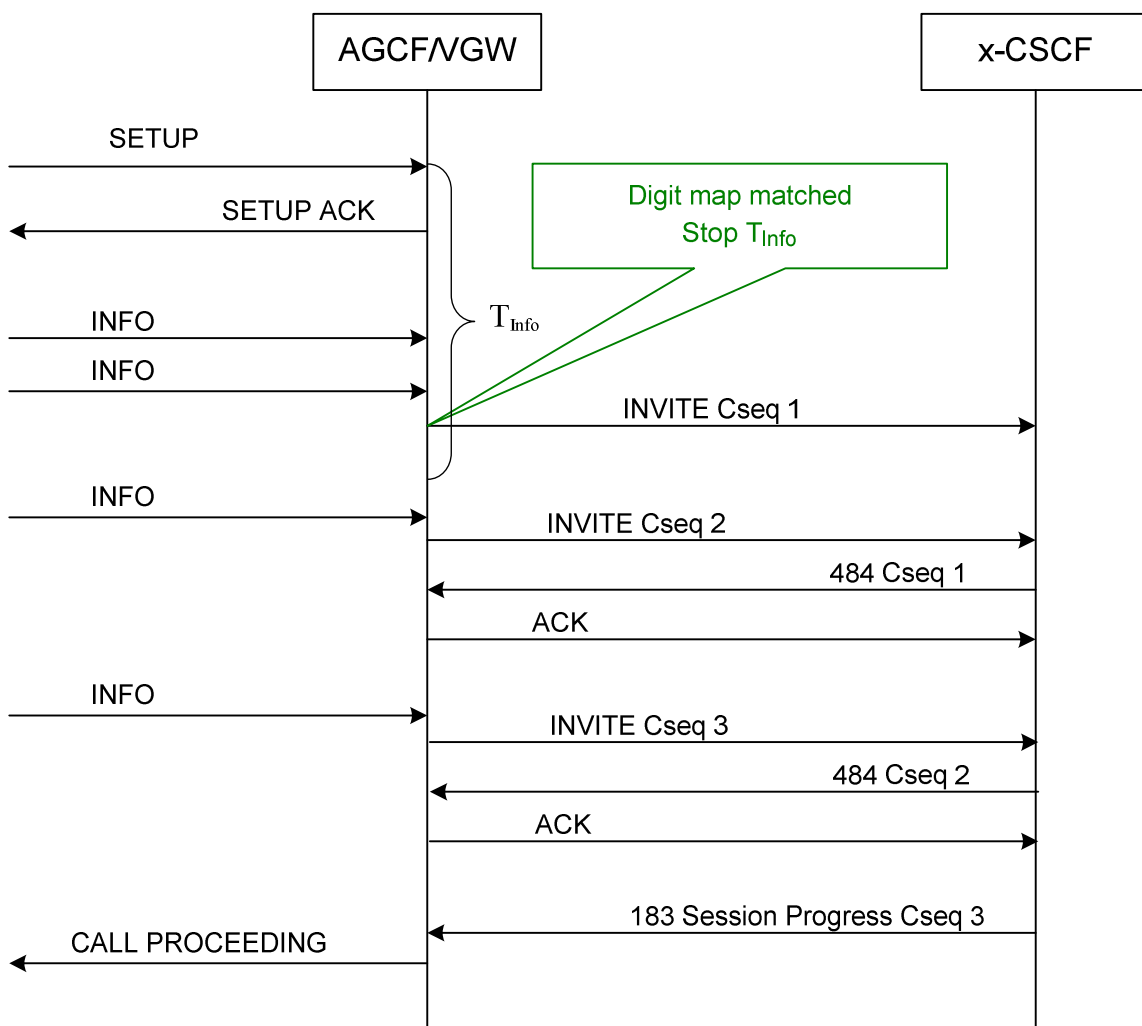 AGCF/VGW
x-CSCF
SETUP
SETUP ACK
Digit map matched
Stop TInfo
INFO
TInfo
INFO
INVITE Cseq 1
INFO
INVITE Cseq 2
484 Cseq 1
ACK
INFO
INVITE Cseq 3
484 Cseq 2
ACK
183 Session Progress Cseq 3
CALL PROCEEDING